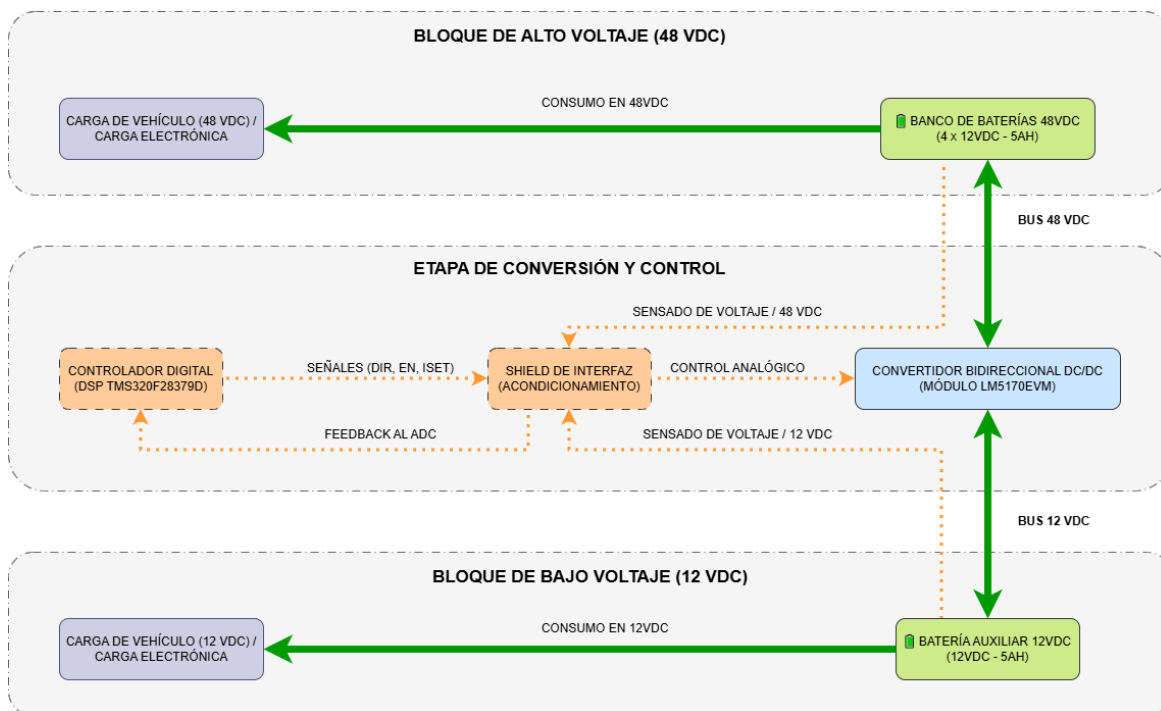 BLOQUE DE ALTO VOLTAJE (48 VDC)
CONSUMO EN 48VDC
CARGA DE VEHÍCULO (48 VDC) /
CARGA ELECTRÓNICA
BANCO DE BATERÍAS 48VDC
(4 x 12VDC - 5AH)
BUS 48 VDC
ETAPA DE CONVERSIÓN Y CONTROL
SENSADO DE VOLTAJE / 48 VDC
CONTROLADOR DIGITAL
(DSP TMS320F28379D)
SEÑALES (DIR, EN, ISET)
SHIELD DE INTERFAZ
(ACONDICIONAMIENTO)
CONTROL ANALÓGICO
CONVERTIDOR BIDIRECCIONAL DC/DC
(MÓDULO LM5170EVM)
FEEDBACK AL ADC
SENSADO DE VOLTAJE / 12 VDC
BUS 12 VDC
BLOQUE DE BAJO VOLTAJE (12 VDC)
CONSUMO EN 12VDC
CARGA DE VEHÍCULO (12 VDC) /
CARGA ELECTRÓNICA
BATERÍA AUXILIAR 12VDC
(12VDC - 5AH)